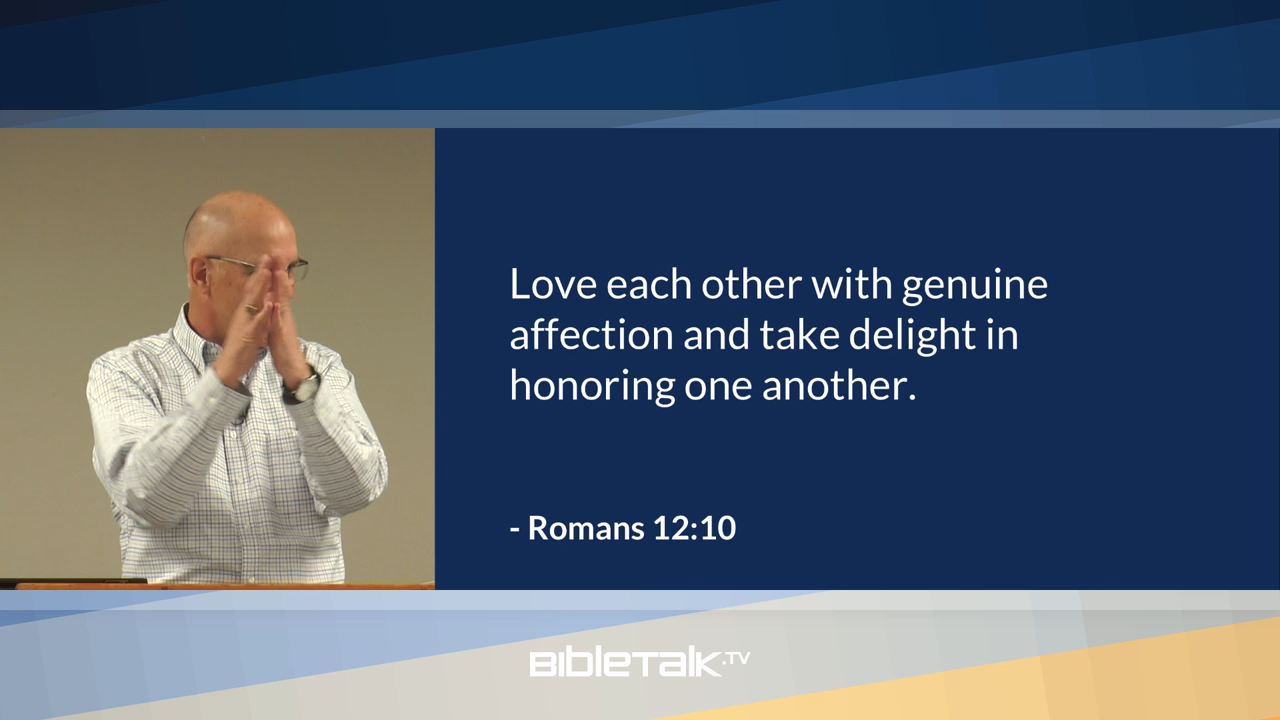 Love each other with genuine
affection and take delight in
honoring one another.
- Romans 12:10
BIBLETALK.TV